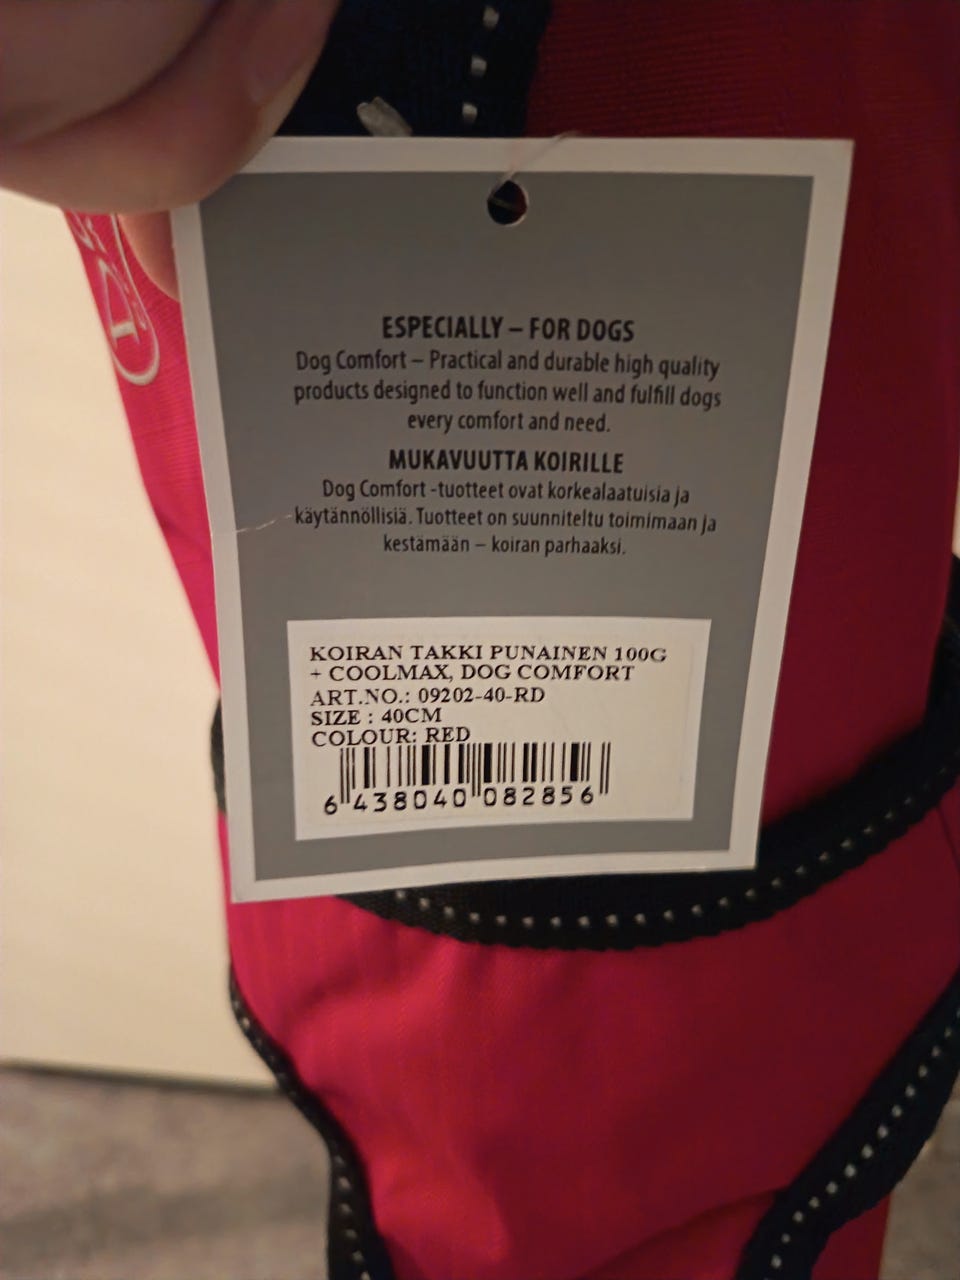 ESPECIALLY – FOR DOGS
Dog Comfort – Practical and durable high quality
products designed to function well and fulfill dogs
every comfort and need.
MUKAVUUTTA KOIRILLE
Dog Comfort -tuotteet ovat korkealaatuisia ja
käytännöllisiä. Tuotteet on suunniteltu toimimaan ja
kestämään – koiran parhaaksi.
KOIRAN TAKKI PUNAINEN 100G
+ COOLMAX, DOG COMFORT
ART.NO.: 09202-40-RD
SIZE : 40CM
COLOUR: RED
6 438040 082856